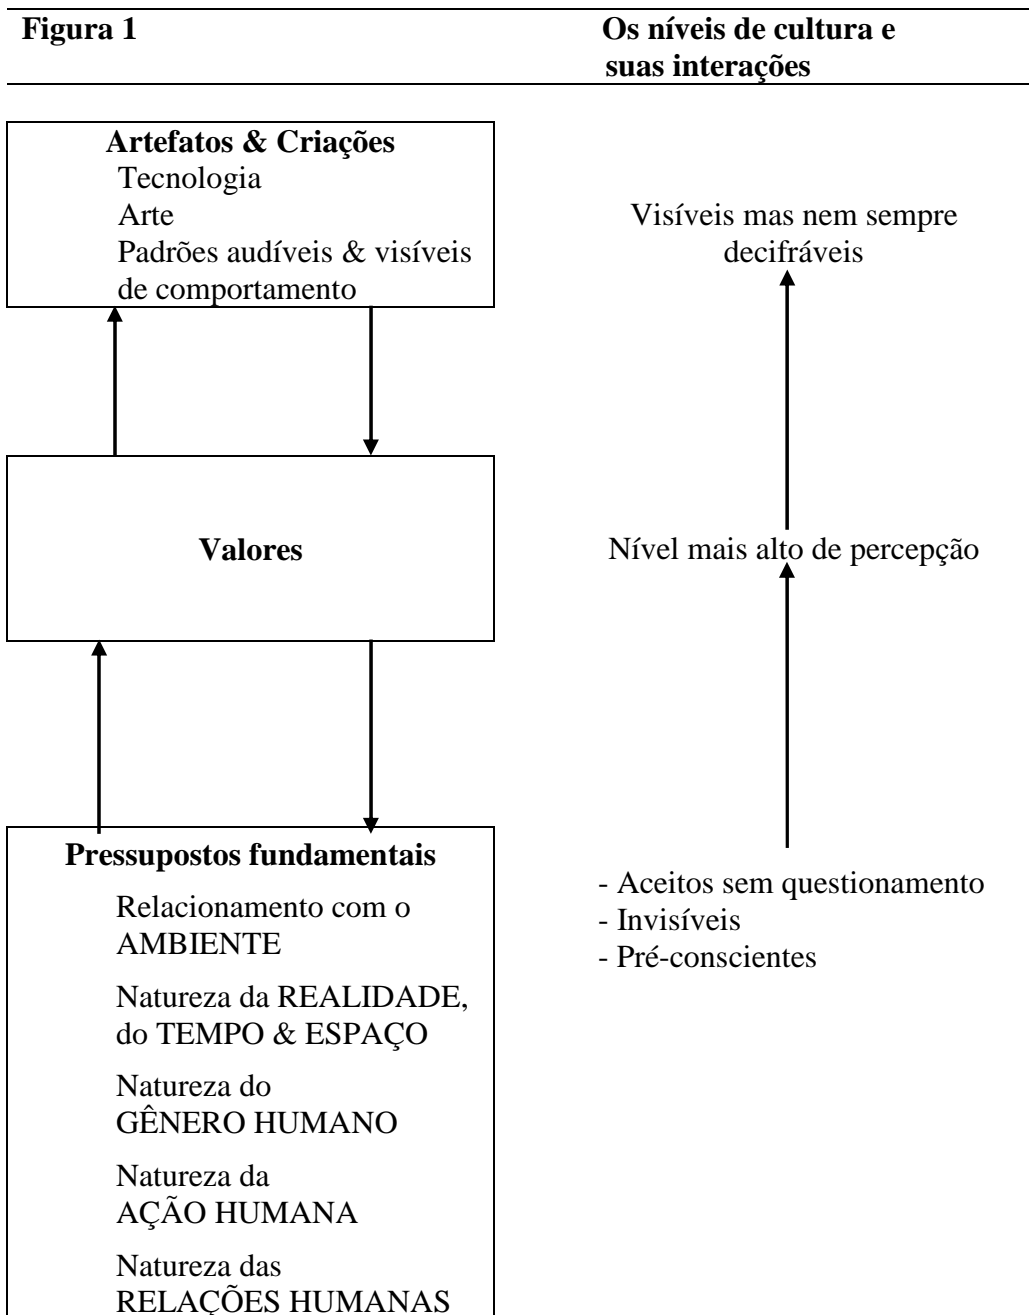 Figura 1
Os níveis de cultura e
suas interações
Artefatos & Criações
Tecnologia
Arte
Padrões audíveis & visíveis
de comportamento
Visíveis mas nem sempre
decifráveis
Valores
Nível mais alto de percepção
Pressupostos fundamentais
Relacionamento com o
AMBIENTE
Natureza da REALIDADE,
do TEMPO & ESPAÇO
Natureza do
GÊNERO HUMANO
Natureza da
AÇÃO HUMANA
Natureza das
RELAÇÕES HUMANAS
- Aceitos sem questionamento
- Invisíveis
- Pré-conscientes